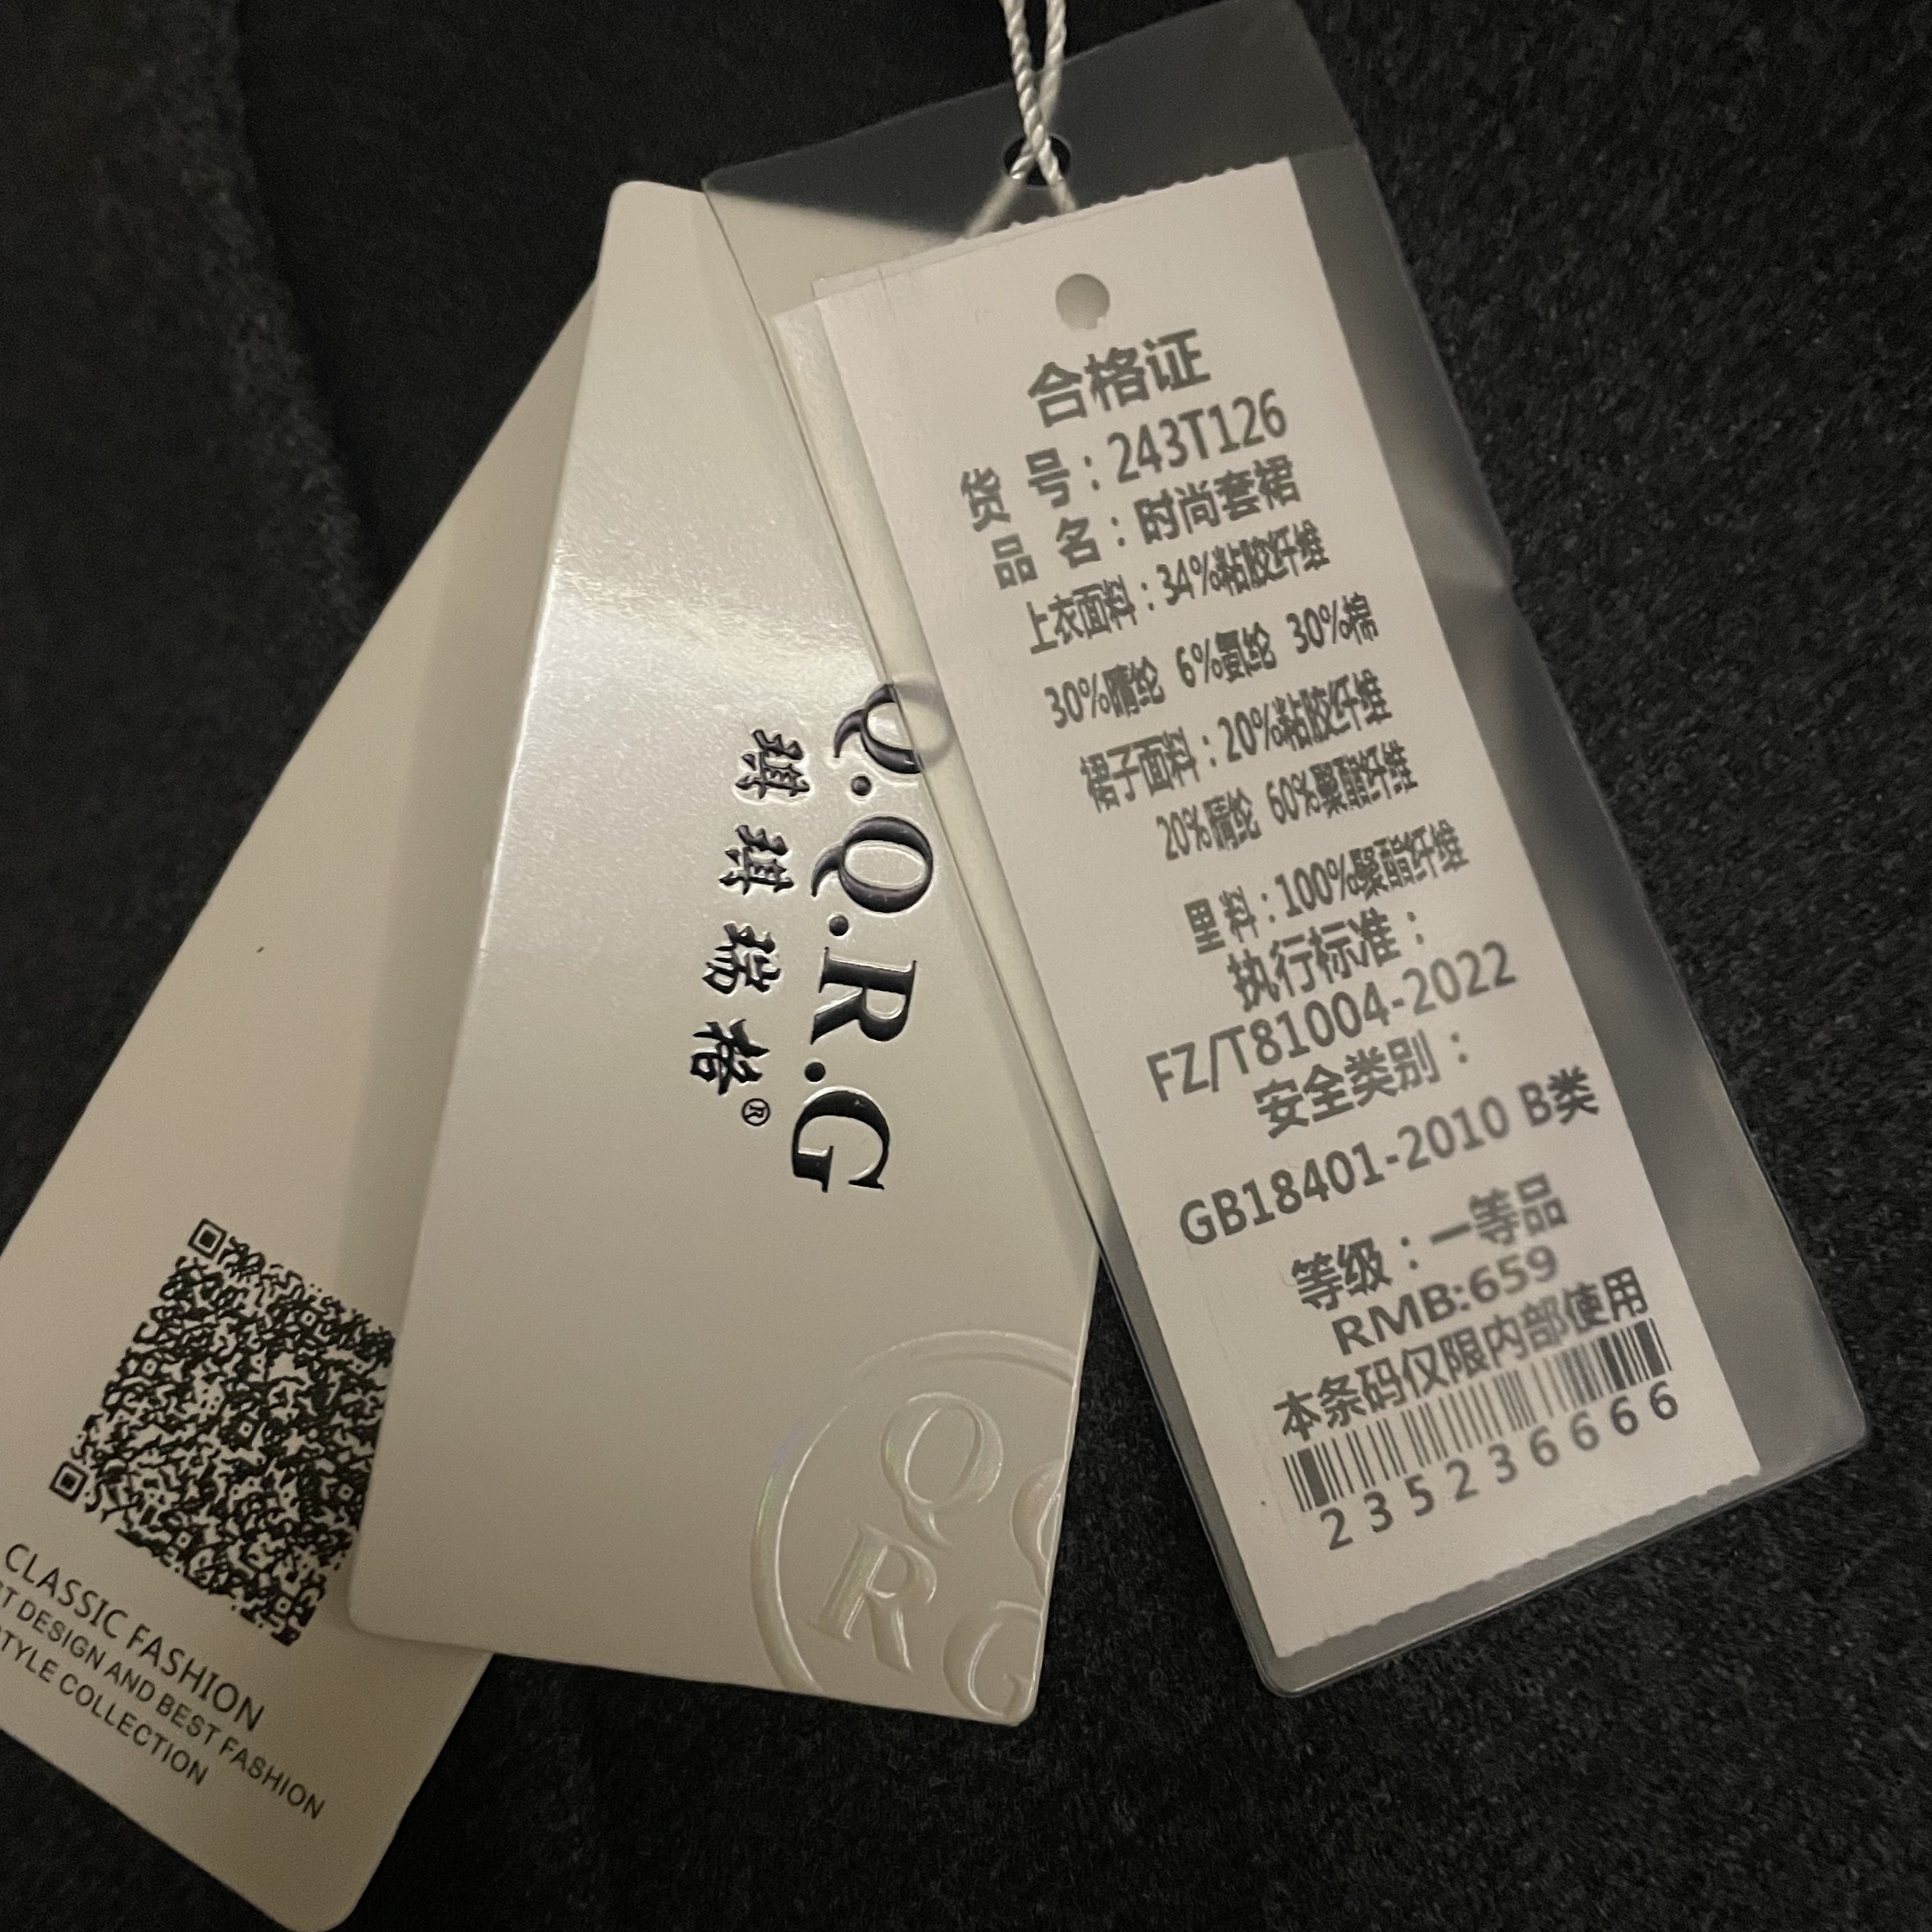 合格证
货 号：243T126
品 名：时尚套裙
上衣面料：34%粘胶纤维
30%腈纶 6%氨纶 30%棉
裙子面料：20%粘胶纤维
20%腈纶 60%聚酯纤维
里料：100%聚酯纤维
执行标准：
FZ/T81004-2022
安全类别：
GB18401-2010 B类
等级：一等品
RMB:659
本条码仅限内部使用
235236666
Q.Q.R.G
琪琪瑞
®
Q
R G
CLASSIC FASHION
DESIGN AND BEST FASHION
STYLE COLLECTION